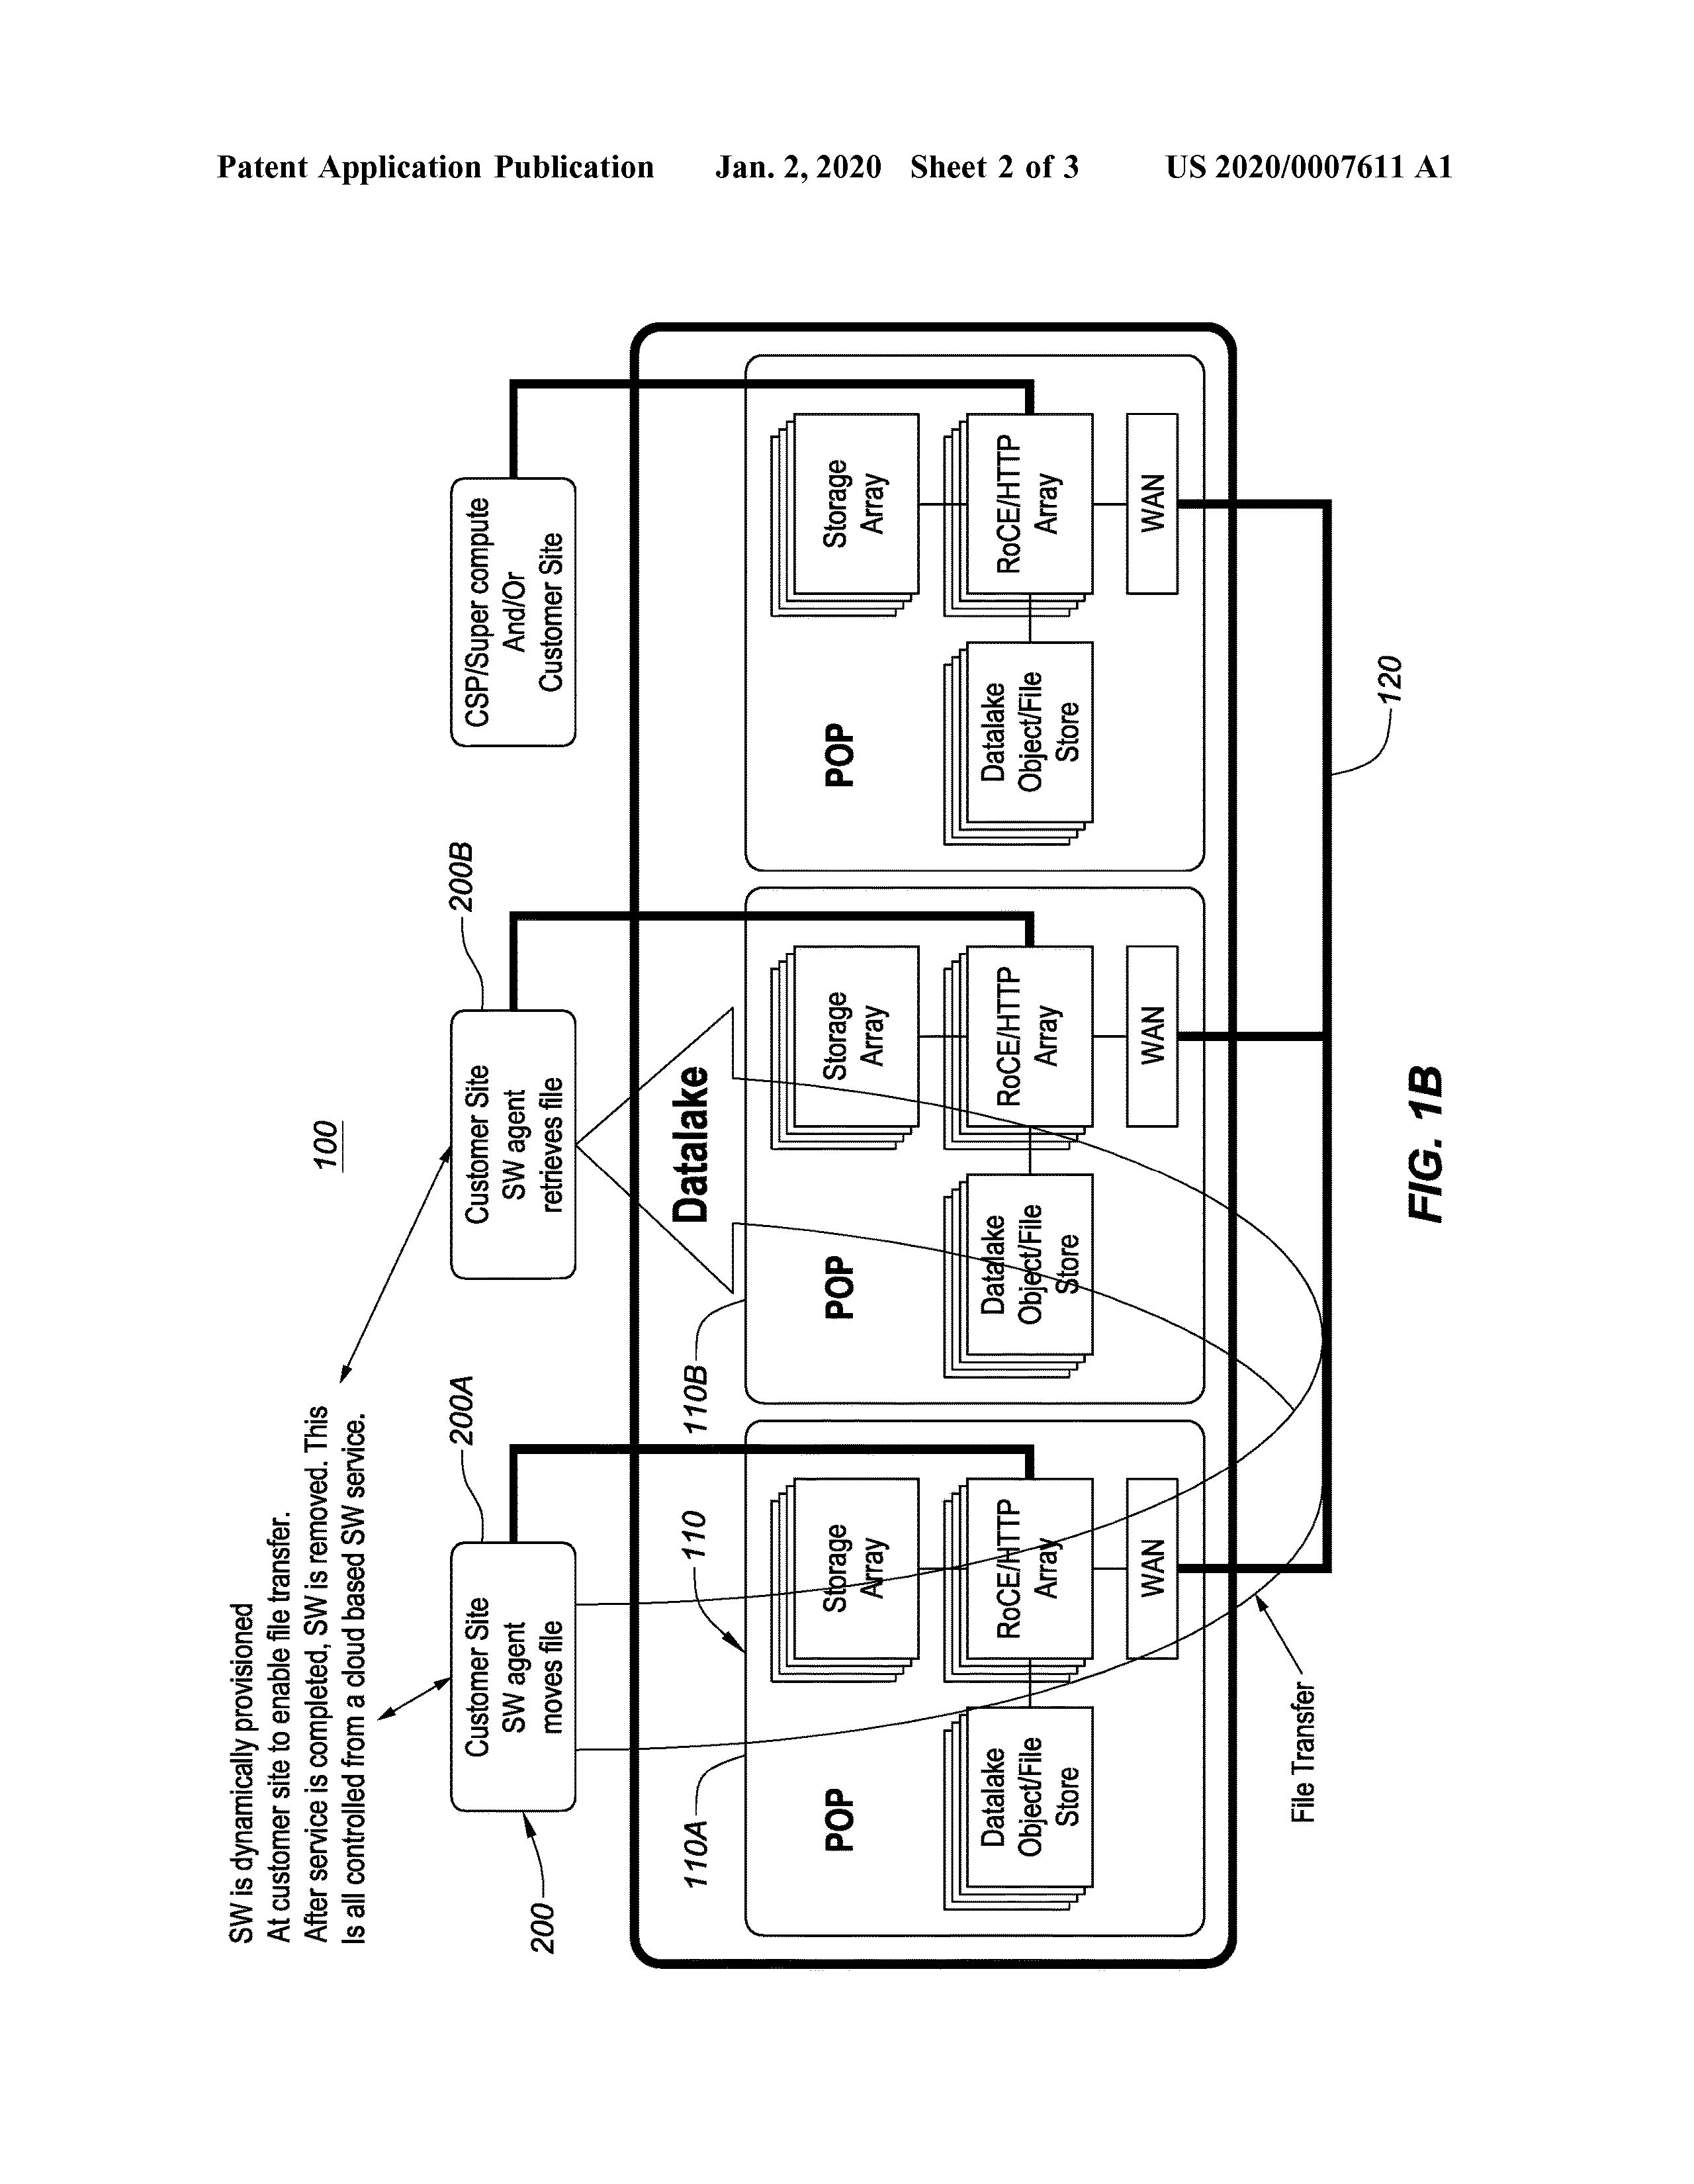 Patent Application Publication Jan. 2, 2020 Sheet 2 of 3 US 2020/0007611 A1
SW is dynamically provisioned
At customer site to enable file transfer.
After service is completed, SW is removed. This
Is all controlled from a cloud based SW service.
100
200
200A
Customer Site
SW agent
moves file
200B
Customer Site
SW agent
retrieves file
CSP/Super compute
And/Or
Customer Site
Datalake
110A
110
110B
POP
Storage
Array
Datalake
Object/File
Store
RoCE/HTTP
Array
WAN
POP
Storage
Array
Datalake
Object/File
Store
RoCE/HTTP
Array
WAN
POP
Storage
Array
Datalake
Object/File
Store
RoCE/HTTP
Array
WAN
File Transfer
120
FIG. 1B